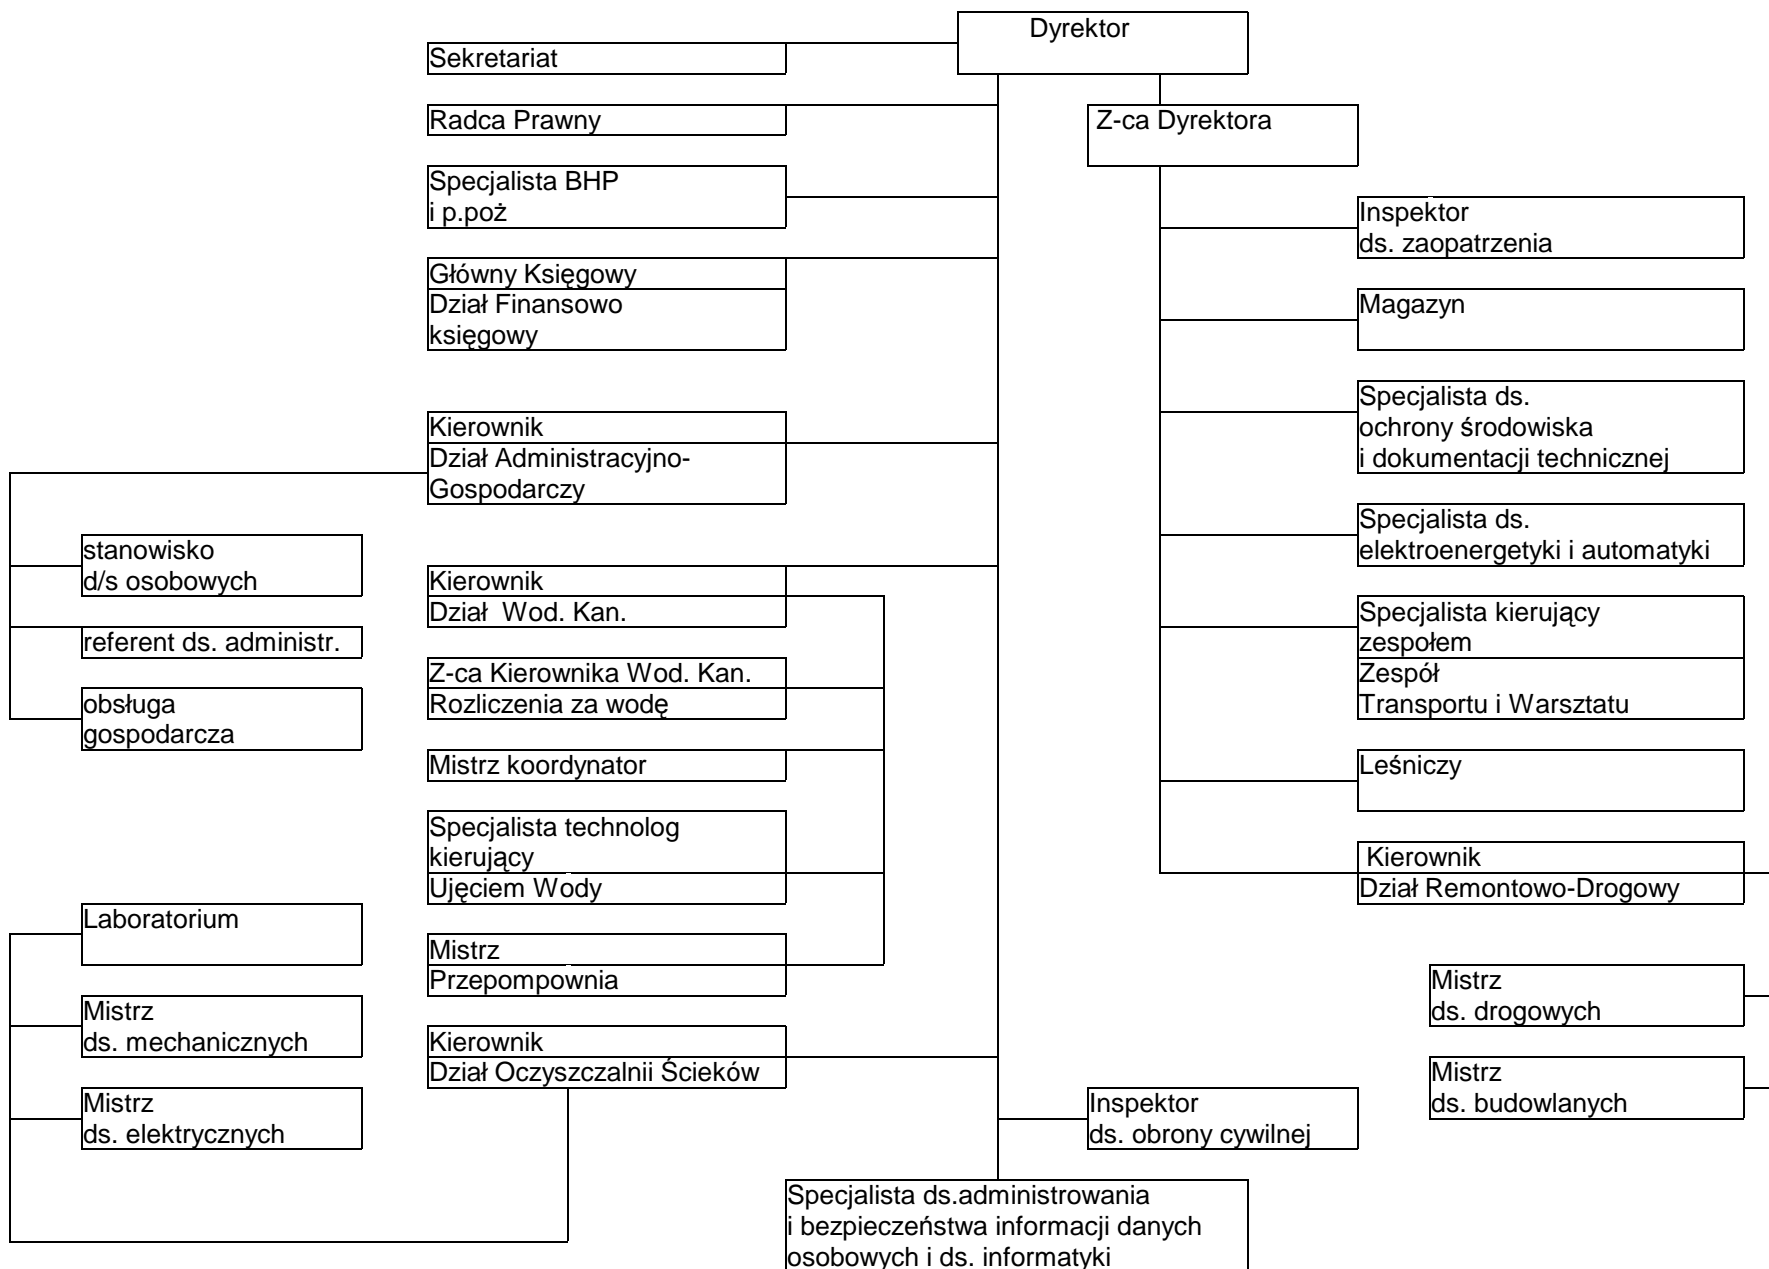 Dyrektor
Sekretariat
Radca Prawny
Z-ca Dyrektora
Specjalista BHP
i p.poż
Inspektor
ds. zaopatrzenia
Główny Księgowy
Dział Finansowo
księgowy
Magazyn
Kierownik
Dział Administracyjno-
Gospodarczy
Specjalista ds.
ochrony środowiska
i dokumentacji technicznej
stanowisko
d/s osobowych
referent ds. administr.
obsługa
gospodarcza
Specjalista ds.
elektroenergetyki i automatyki
Kierownik
Dział Wod. Kan.
Specjalista kierujący
zespołem
Zespół
Transportu i Warsztatu
Z-ca Kierownika Wod. Kan.
Rozliczenia za wodę
Mistrz koordynator
Leśniczy
Specjalista technolog
kierujący
Ujęciem Wody
Kierownik
Dział Remontowo-Drogowy
Laboratorium
Mistrz
Przepompownia
Mistrz
ds. drogowych
Mistrz
ds. mechanicznych
Kierownik
Dział Oczyszczalnii Ścieków
Mistrz
ds. budowlanych
Mistrz
ds. elektrycznych
Inspektor
ds. obrony cywilnej
Specjalista ds.administrowania
i bezpieczeństwa informacji danych
osobowych i ds. informatyki